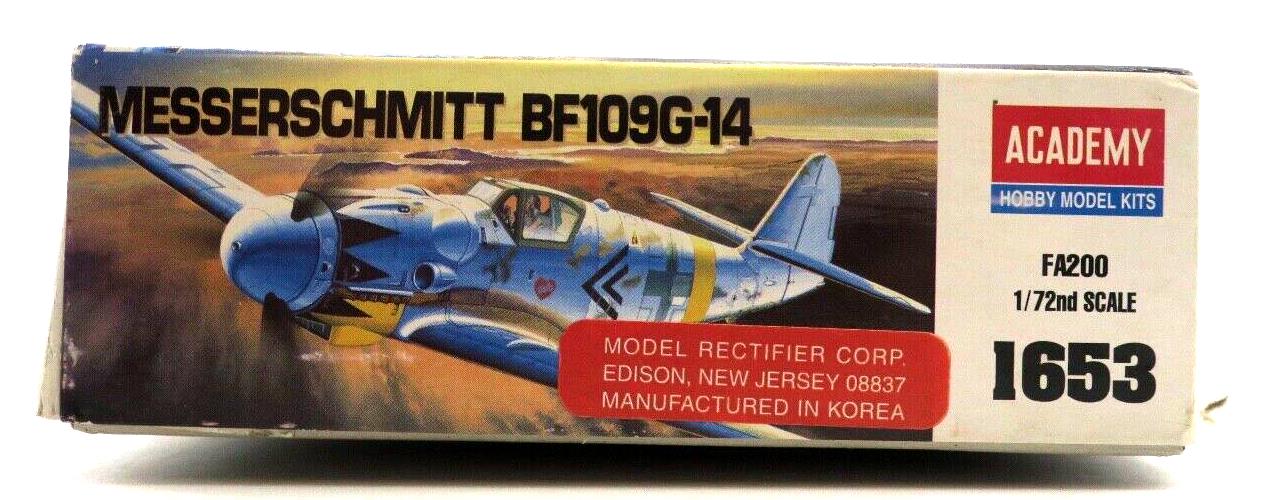 MESSERSCHMITT BF109G-14
ACADEMY
HOBBY MODEL KITS
FA200
1/72nd SCALE
1653
MODEL RECTIFIER CORP.
EDISON, NEW JERSEY 08837
MANUFACTURED IN KOREA